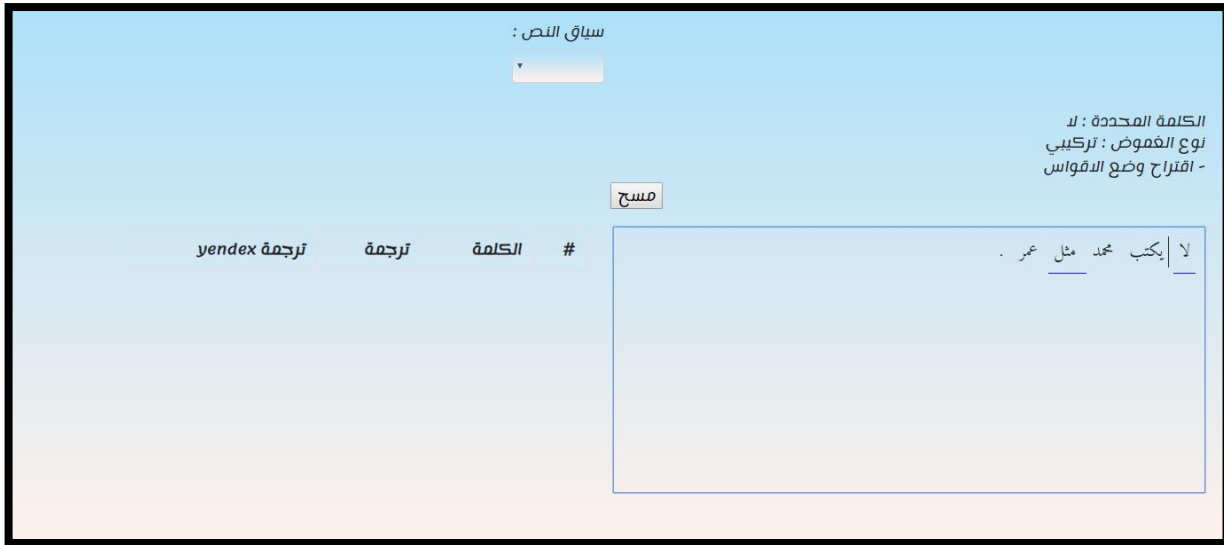 سياق النص :
الكلمة المحددة : لا
نوع الغموض : تركيبي
- اقتراح وضع الاقواس
مسح
لا يكتب محمد مثل عمر .
# الكلمة ترجمة ترجمة yendex